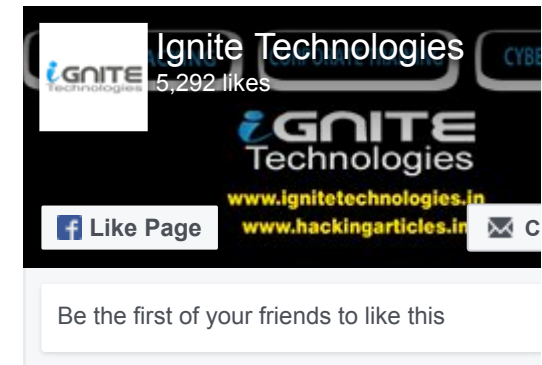 Ignite Technologies
5,292 likes
iGNITE
Technologies
CYBE
iGNITE
Technologies
www.ignitetechnologies.in
www.hackingarticles.in
Like Page
C
Be the first of your friends to like this